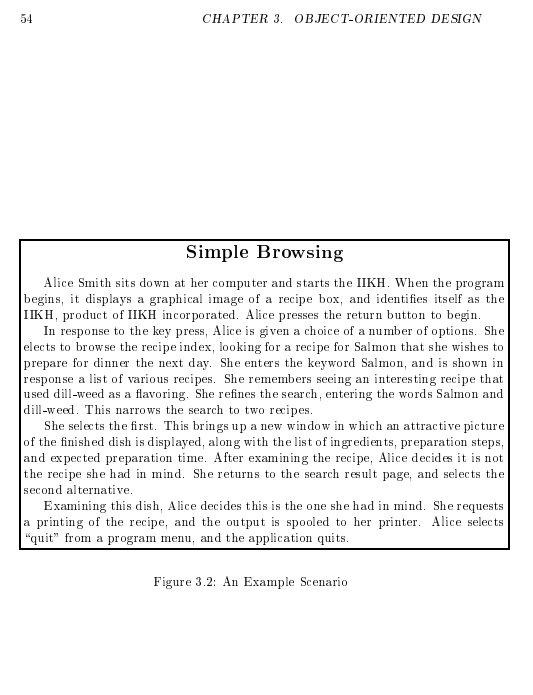 54 CHAPTER 3. OBJECT-ORIENTED DESIGN
Simple Browsing
Alice Smith sits down at her computer and starts the IIKH. When the program
begins, it displays a graphical image of a recipe box, and identifies itself as the
IIKH, product of IIKH incorporated. Alice presses the return button to begin.
In response to the key press, Alice is given a choice of a number of options. She
elects to browse the recipe index, looking for a recipe for Salmon that she wishes to
prepare for dinner the next day. She enters the keyword Salmon, and is shown in
response a list of various recipes. She remembers seeing an interesting recipe that
used dill-weed as a flavoring. She refines the search, entering the words Salmon and
dill-weed. This narrows the search to two recipes.
She selects the first. This brings up a new window in which an attractive picture
of the finished dish is displayed, along with the list of ingredients, preparation steps,
and expected preparation time. After examining the recipe, Alice decides it is not
the recipe she had in mind. She returns to the search result page, and selects the
second alternative.
Examining this dish, Alice decides this is the one she had in mind. She requests
a printing of the recipe, and the output is spooled to her printer. Alice selects
“quit” from a program menu, and the application quits.
Figure 3.2: An Example Scenario